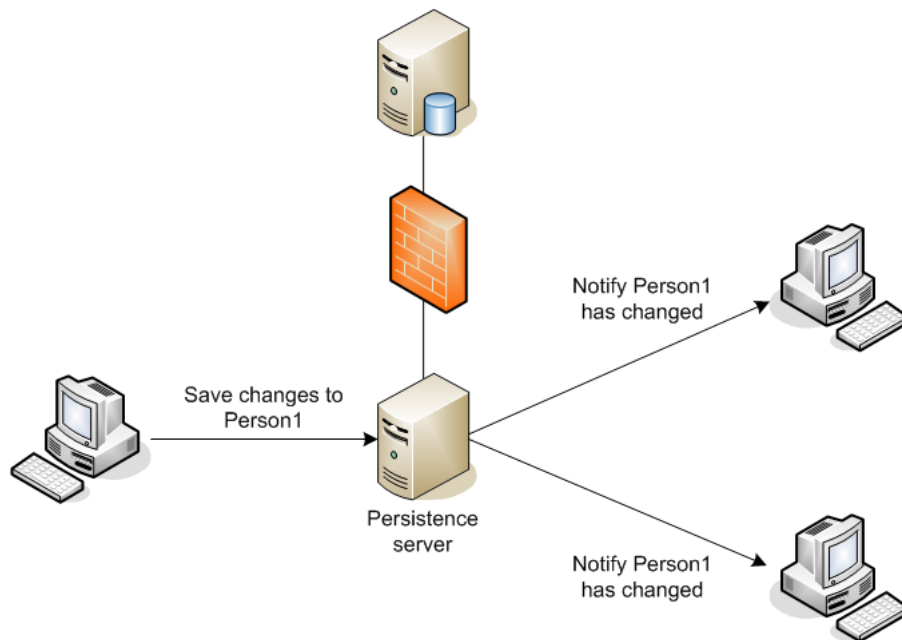 Notify Person1
has changed
Save changes to
Person1
Persistence
server
Notify Person1
has changed